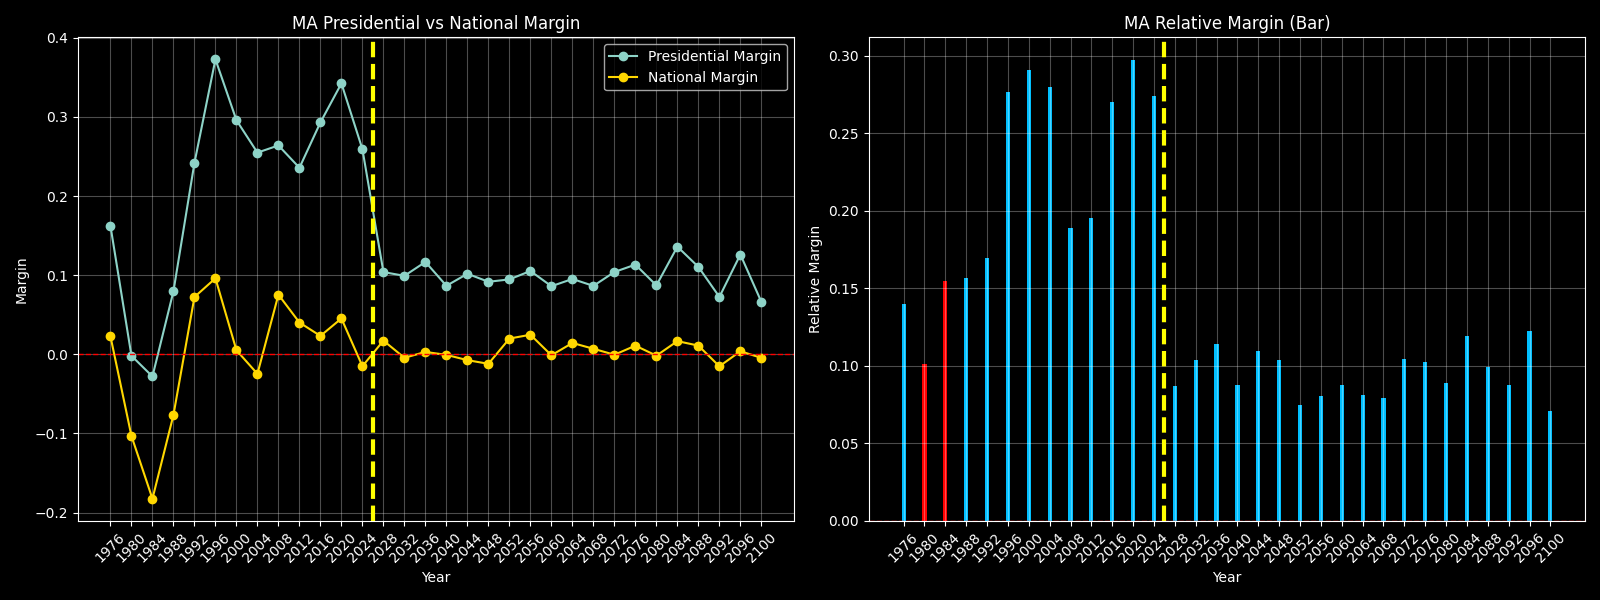 MA Presidential vs National Margin
Presidential Margin
National Margin
0.4
0.3
0.2
0.1
0.0
−0.1
−0.2
Margin
1976 1980 1984 1988 1992 1996 2000 2004 2008 2012 2016 2020 2024 2028 2032 2036 2040 2044 2048 2052 2056 2060 2064 2068 2072 2076 2080 2084 2088 2092 2096 2100
Year
MA Relative Margin (Bar)
0.30
0.25
0.20
0.15
0.10
0.05
0.00
Relative Margin
1976 1980 1984 1988 1992 1996 2000 2004 2008 2012 2016 2020 2024 2028 2032 2036 2040 2044 2048 2052 2056 2060 2064 2068 2072 2076 2080 2084 2088 2092 2096 2100
Year